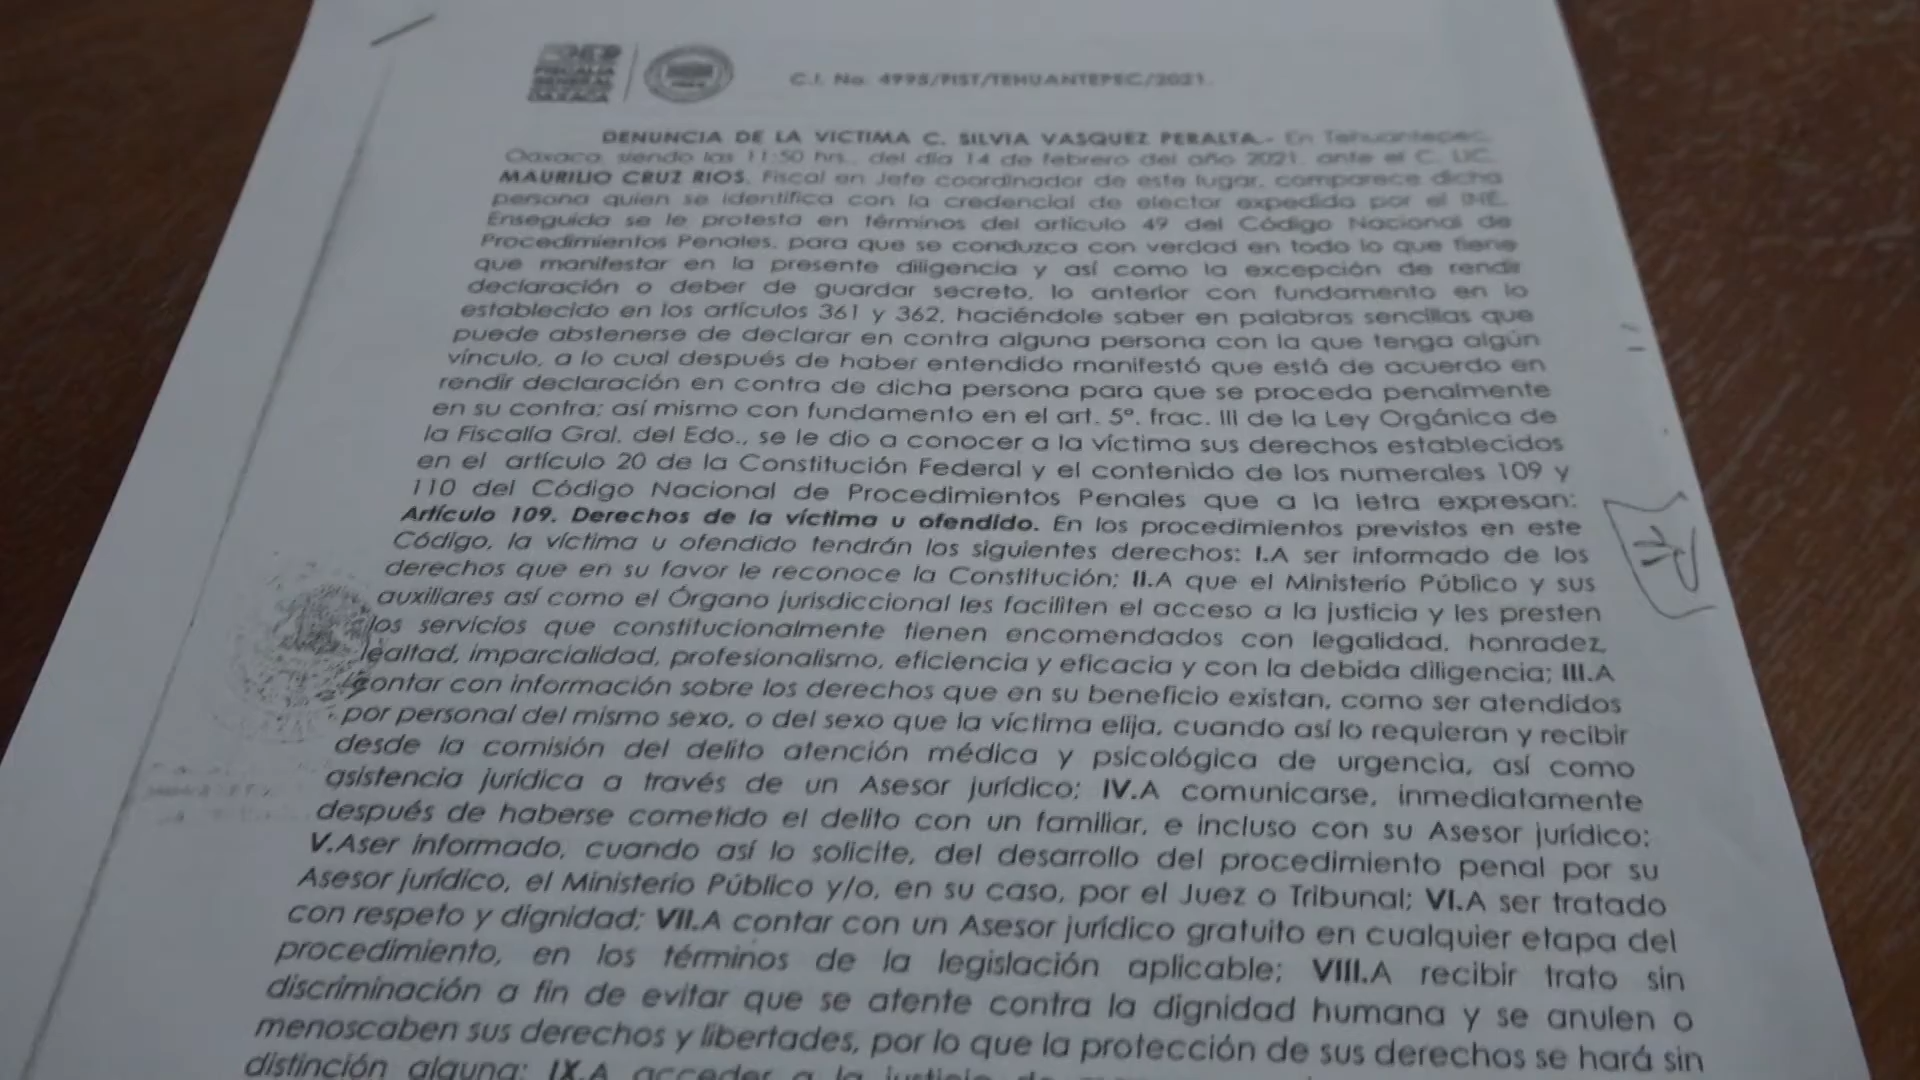 FISCALÍA
GENERAL
OAXACA
C.I. No. 4995/PIST/TEHUANTEPEC/2021.
DENUNCIA DE LA VICTIMA C. SILVIA VASQUEZ PERALTA.- En Tehuantepec,
Oaxaca, siendo las 11:50 hrs., del día 14 de febrero del año 2021, ante el C. LIC.
MAURILIO CRUZ RIOS, Fiscal en Jefe coordinador de este lugar, comparece dicha
persona quien se identifica con la credencial de elector expedida por el INE.
Enseguida se le protesta en términos del artículo 49 del Código Nacional de
Procedimientos Penales, para que se conduzca con verdad en todo lo que tiene
que manifestar en la presente diligencia y así como la excepción de rendir
declaración o deber de guardar secreto, lo anterior con fundamento en lo
establecido en los artículos 361 y 362, haciéndole saber en palabras sencillas que
puede abstenerse de declarar en contra alguna persona con la que tenga algún
vínculo, a lo cual después de haber entendido manifestó que está de acuerdo en
rendir declaración en contra de dicha persona para que se proceda penalmente
en su contra; así mismo con fundamento en el art. 5º. frac. III de la Ley Orgánica de
la Fiscalía Gral. del Edo., se le dio a conocer a la víctima sus derechos establecidos
en el artículo 20 de la Constitución Federal y el contenido de los numerales 109 y
110 del Código Nacional de Procedimientos Penales que a la letra expresan:
Artículo 109. Derechos de la víctima u ofendido. En los procedimientos previstos en este
Código, la víctima u ofendido tendrán los siguientes derechos: I.A ser informado de los
derechos que en su favor le reconoce la Constitución; II.A que el Ministerio Público y sus
auxiliares así como el Órgano jurisdiccional les faciliten el acceso a la justicia y les presten
los servicios que constitucionalmente tienen encomendados con legalidad, honradez,
lealtad, imparcialidad, profesionalismo, eficiencia y eficacia y con la debida diligencia; III.A
contar con información sobre los derechos que en su beneficio existan, como ser atendidos
por personal del mismo sexo, o del sexo que la víctima elija, cuando así lo requieran y recibir
desde la comisión del delito atención médica y psicológica de urgencia, así como
asistencia jurídica a través de un Asesor jurídico; IV.A comunicarse, inmediatamente
después de haberse cometido el delito con un familiar, e incluso con su Asesor jurídico;
V.Aser informado, cuando así lo solicite, del desarrollo del procedimiento penal por su
Asesor jurídico, el Ministerio Público y/o, en su caso, por el Juez o Tribunal; VI.A ser tratado
con respeto y dignidad; VII.A contar con un Asesor jurídico gratuito en cualquier etapa del
procedimiento, en los términos de la legislación aplicable; VIII.A recibir trato sin
discriminación a fin de evitar que se atente contra la dignidad humana y se anulen o
menoscaben sus derechos y libertades, por lo que la protección de sus derechos se hará sin
distinción alguna; IX.A acceder a la justicia de